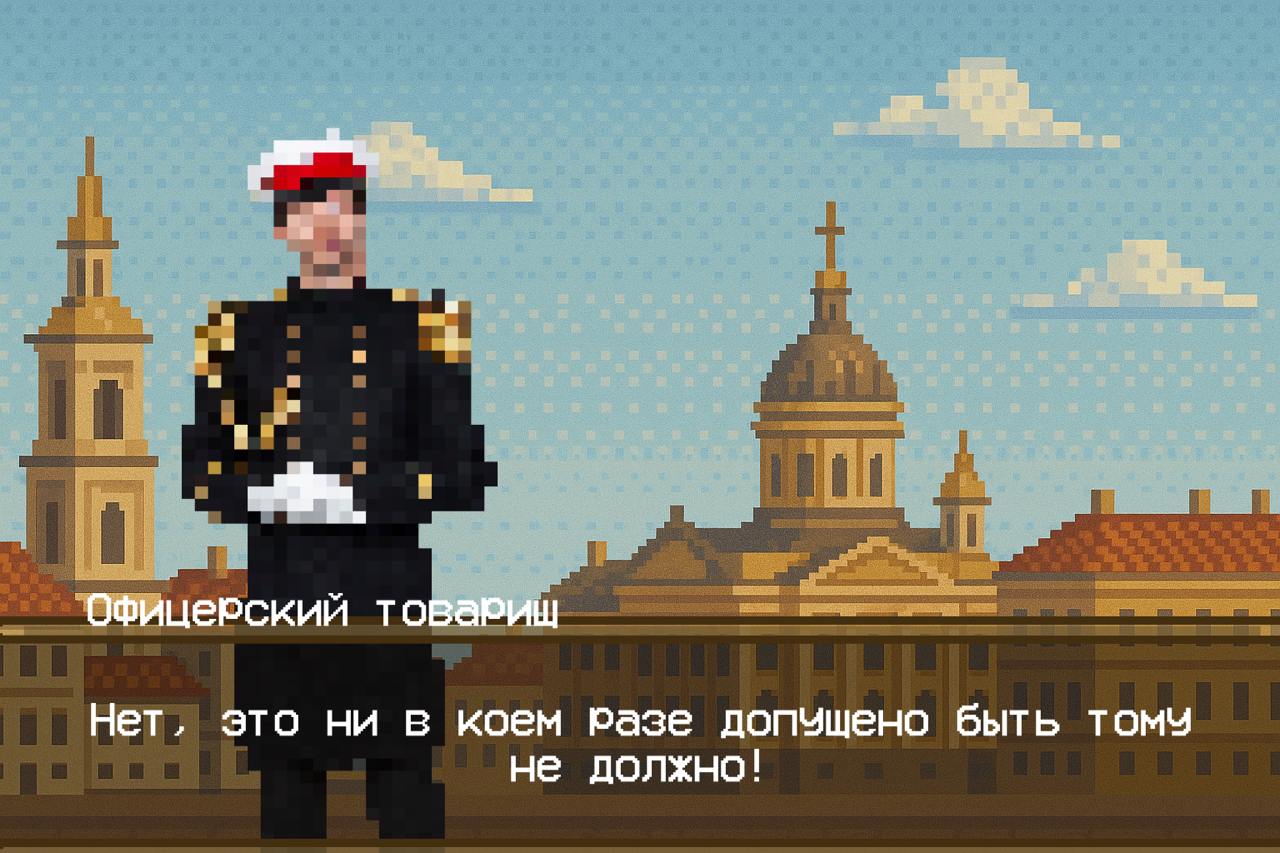 Офицерский товарищ
Нет, это ни в коем разе допущено быть тому
не должно!